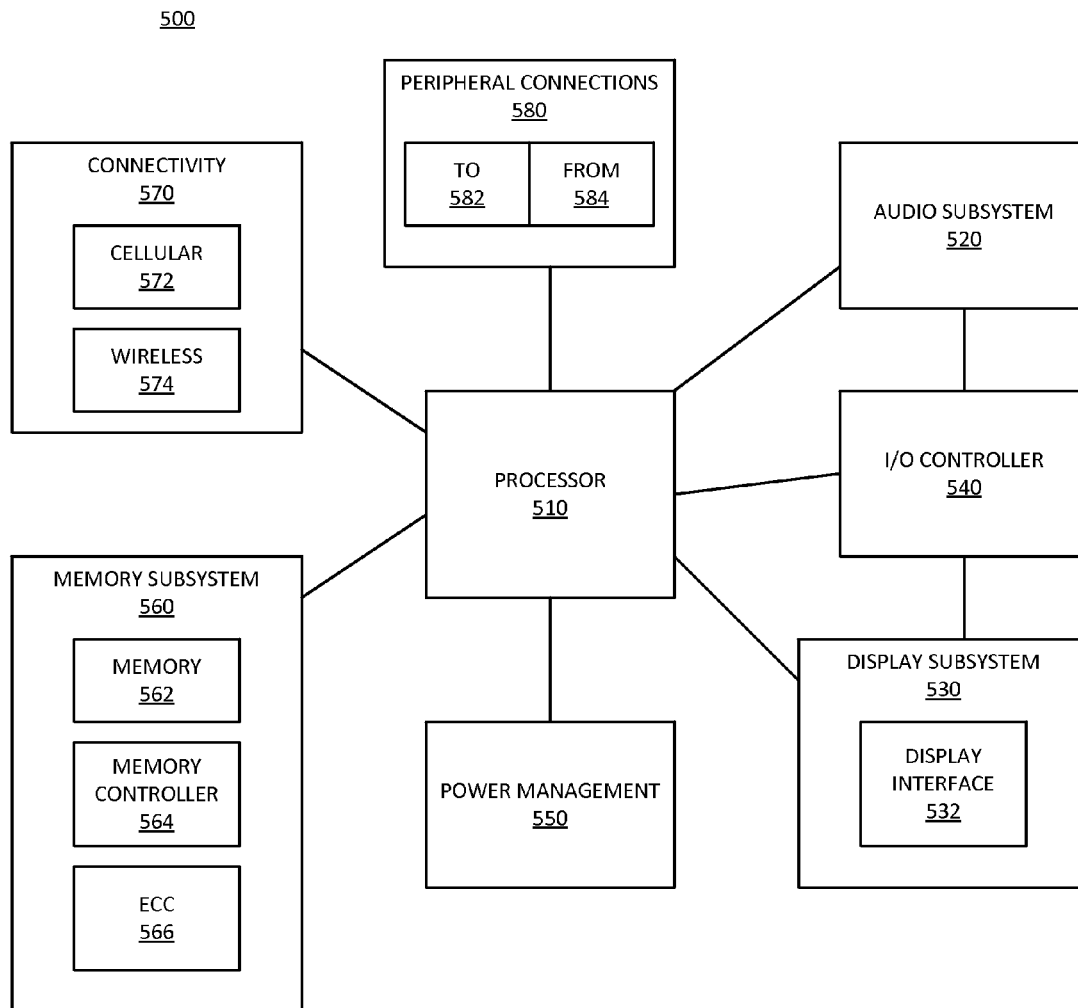 500
PERIPHERAL CONNECTIONS
580
TO
582
FROM
584
CONNECTIVITY
570
CELLULAR
572
WIRELESS
574
AUDIO SUBSYSTEM
520
PROCESSOR
510
I/O CONTROLLER
540
MEMORY SUBSYSTEM
560
MEMORY
562
MEMORY
CONTROLLER
564
ECC
566
POWER MANAGEMENT
550
DISPLAY SUBSYSTEM
530
DISPLAY
INTERFACE
532